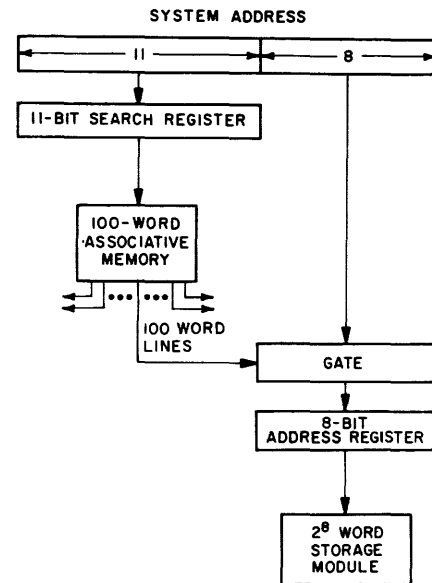 SYSTEM ADDRESS
11
8
11-BIT SEARCH REGISTER
100-WORD
ASSOCIATIVE
MEMORY
100 WORD
LINES
GATE
8-BIT
ADDRESS REGISTER
2⁸ WORD
STORAGE
MODULE